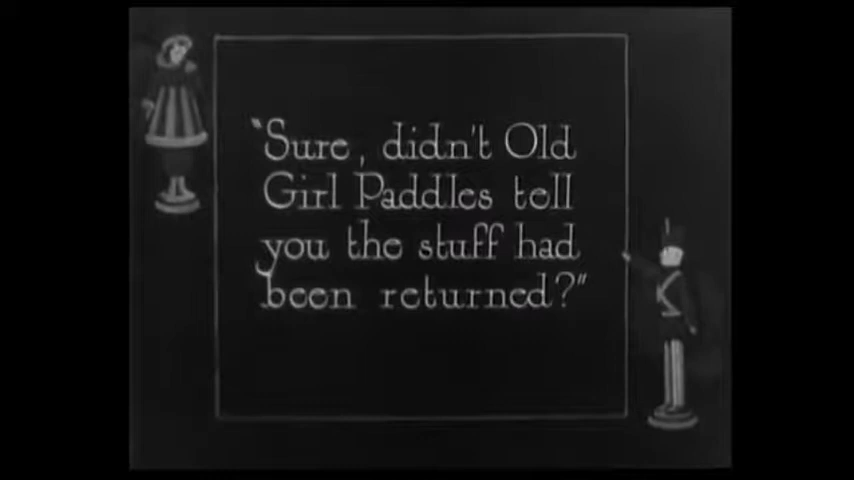 "Sure, didn't Old
Girl Paddles tell
you the stuff had
been returned?"